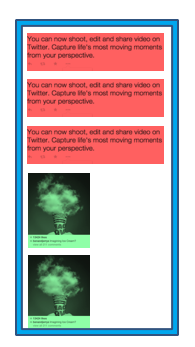 You can now shoot, edit and share video on
Twitter. Capture life's most moving moments
from your perspective.
You can now shoot, edit and share video on
Twitter. Capture life's most moving moments
from your perspective.
You can now shoot, edit and share video on
Twitter. Capture life's most moving moments
from your perspective.